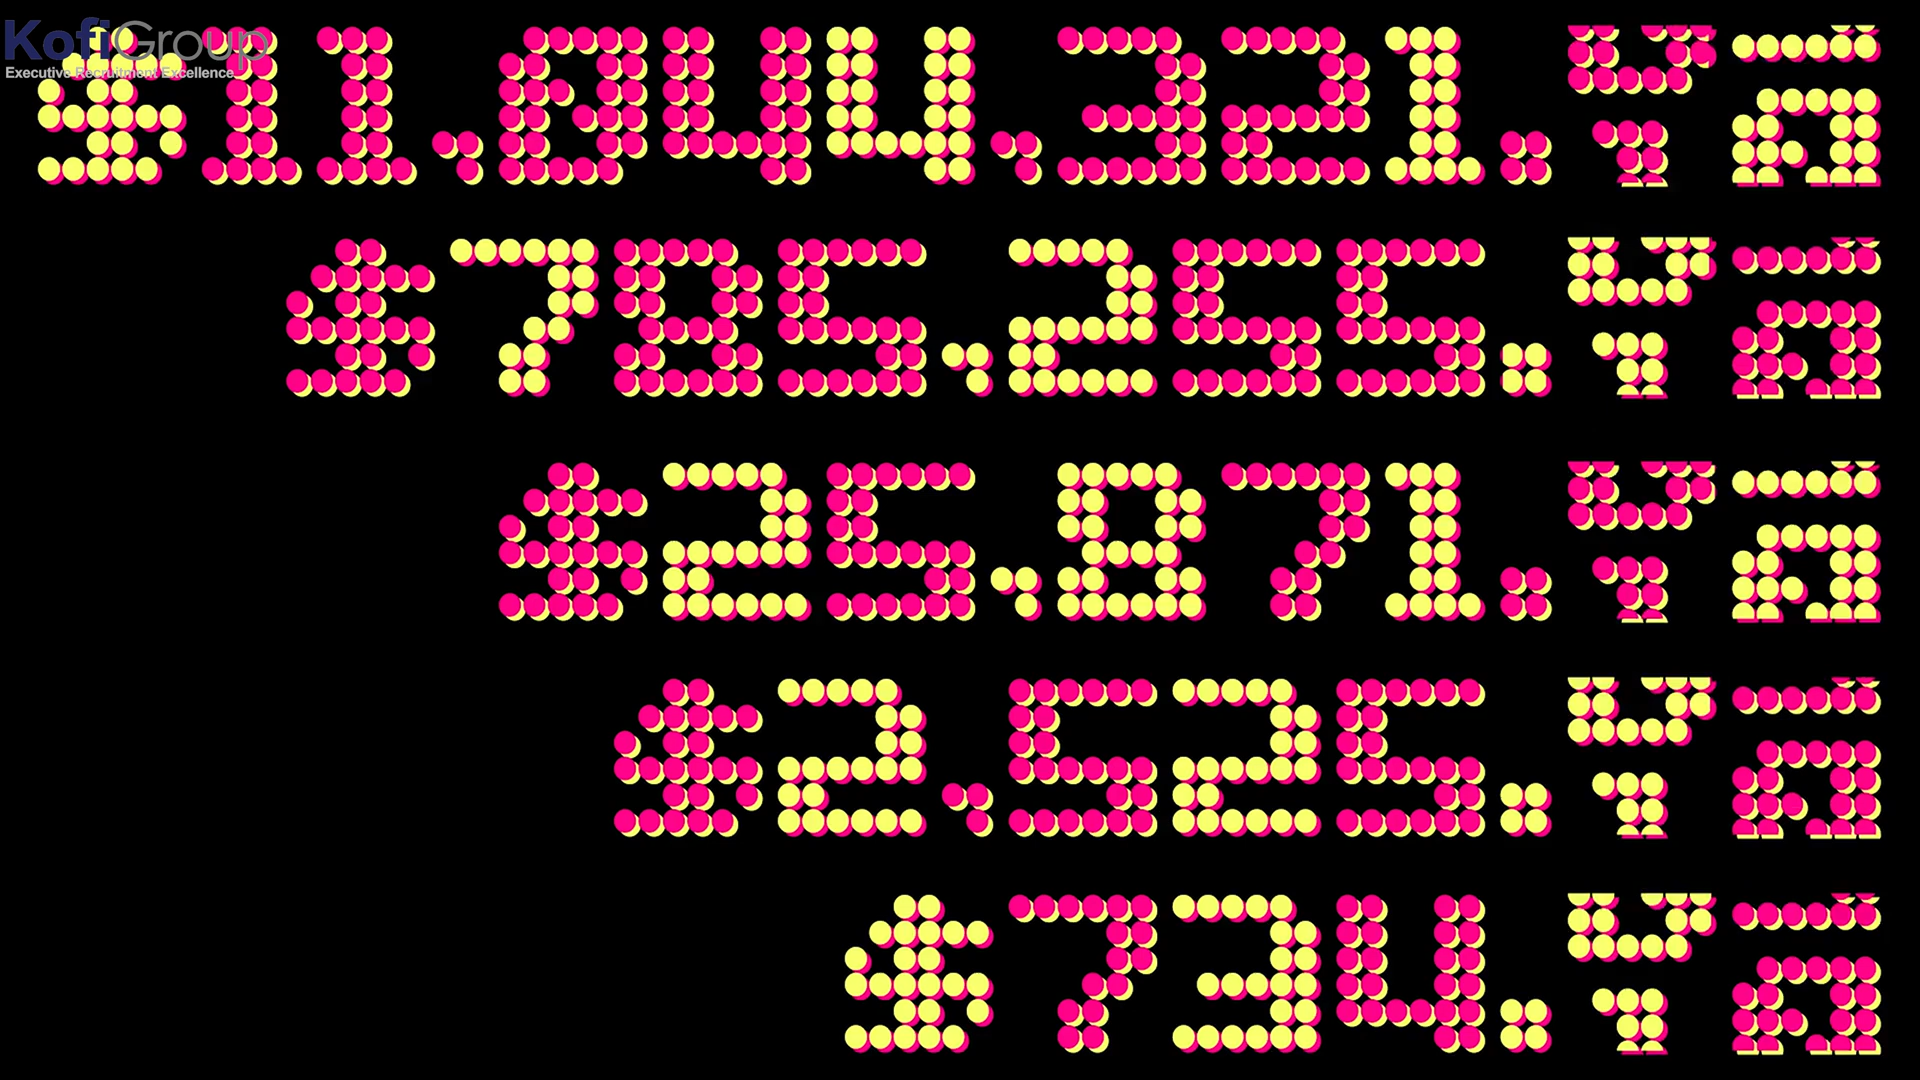 KofiGroup
Executive Recruitment Excellence
$11,044,321.
$785,255.
$25,871.
$2,525.
$734.